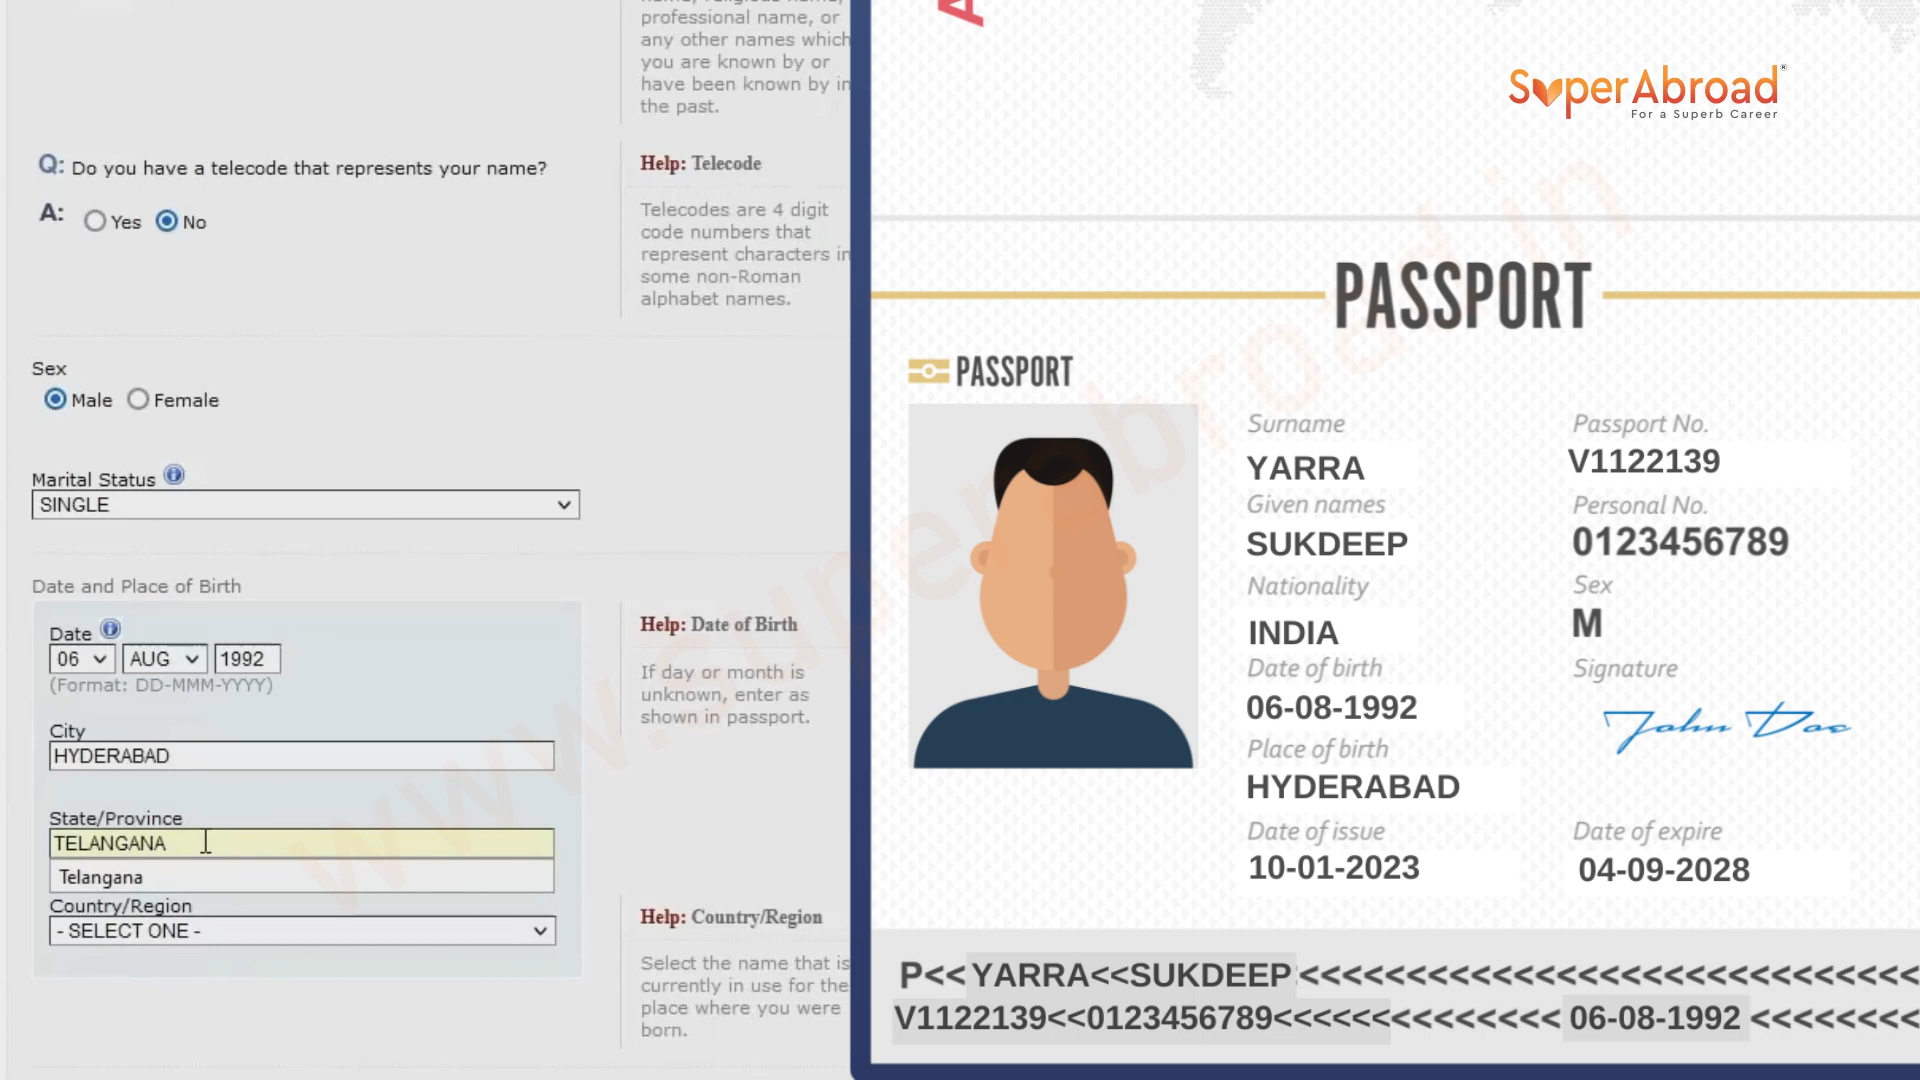 professional name, or
any other names which
you are known by or
have been known by in
the past.
Q: Do you have a telecode that represents your name?
A: Yes No
Help: Telecode
Telecodes are 4 digit
code numbers that
represent characters in
some non-Roman
alphabet names.
Sex
Male Female
Marital Status
SINGLE
Date and Place of Birth
Date
06 AUG 1992
(Format: DD-MMM-YYYY)
City
HYDERABAD
State/Province
TELANGANA
Telangana
Country/Region
- SELECT ONE -
Help: Date of Birth
If day or month is
unknown, enter as
shown in passport.
Help: Country/Region
Select the name that is
currently in use for the
place where you were
born.
SuperAbroad®
For a Superb Career
PASSPORT
PASSPORT
Surname
YARRA
Given names
SUKDEEP
Nationality
INDIA
Date of birth
06-08-1992
Place of birth
HYDERABAD
Date of issue
10-01-2023
Passport No.
V1122139
Personal No.
0123456789
Sex
M
Signature
John Doe
Date of expire
04-09-2028
P<< YARRA<<SUKDEEP<<<<<<<<<<<<<<<<<<<<<<<<<<<<
V1122139<<0123456789<<<<<<<<<<<<<<< 06-08-1992 <<<<<<<<
www.superabroad.in